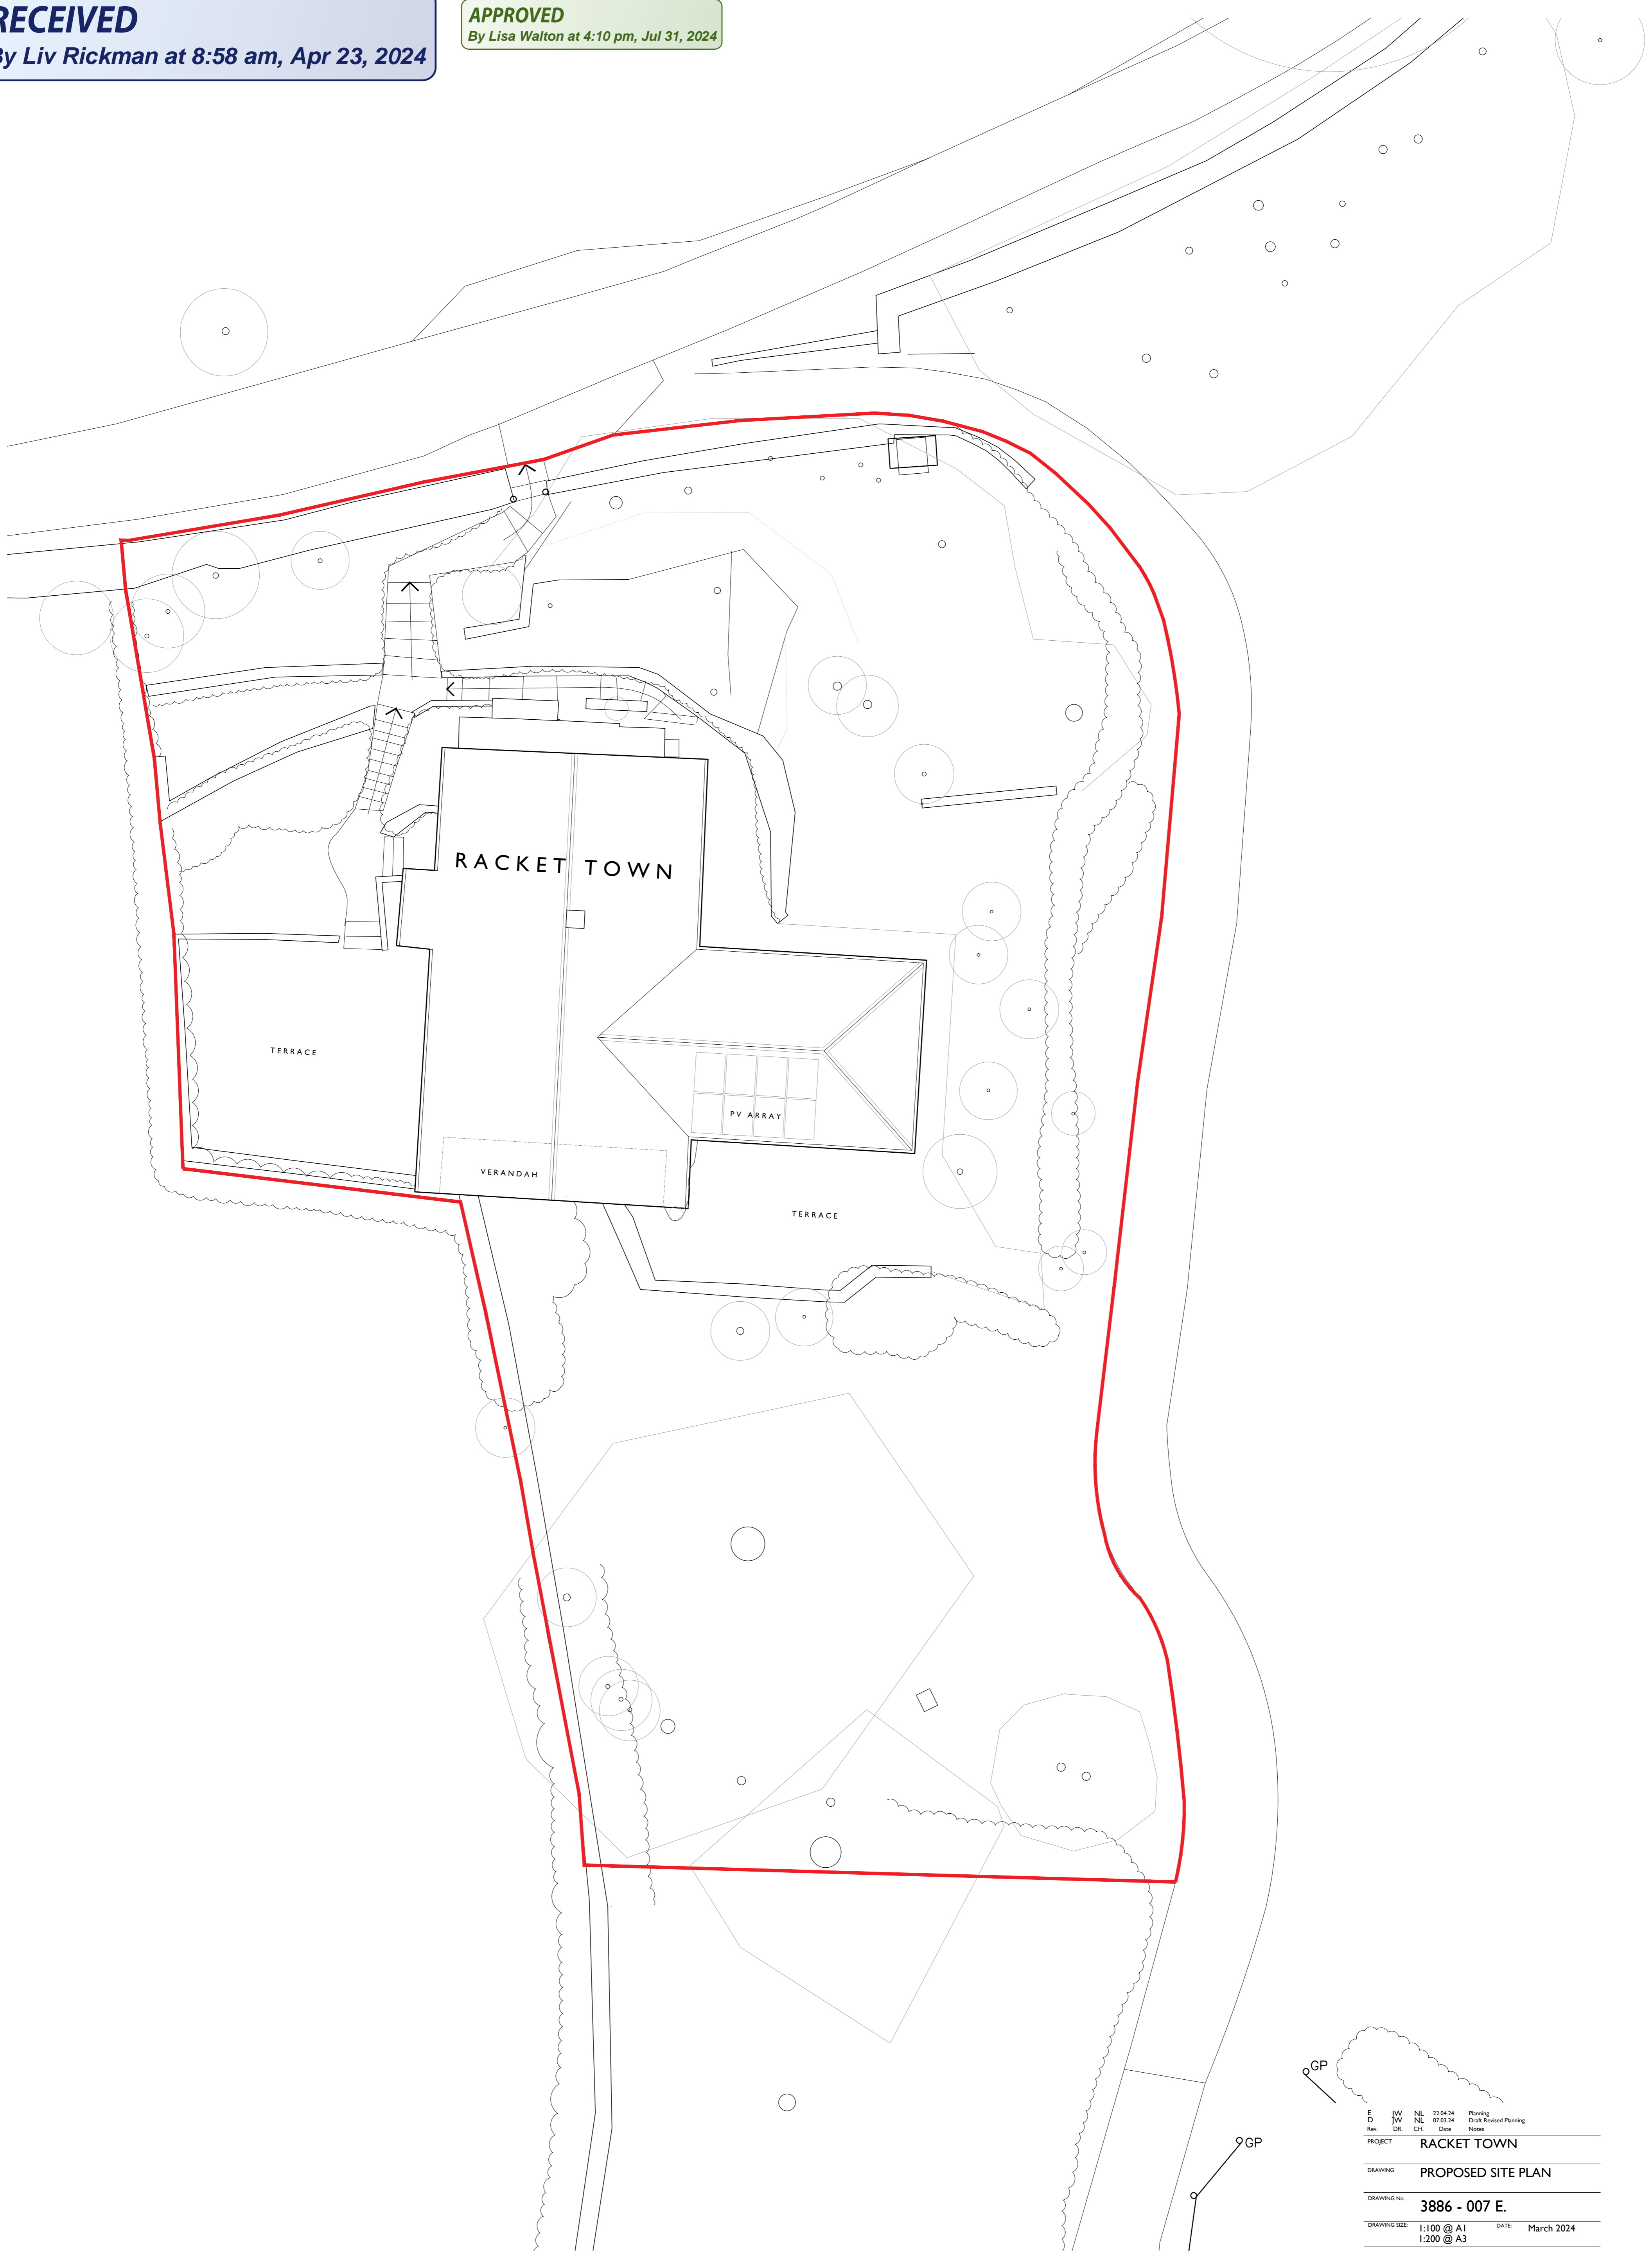 RECEIVED
By Liv Rickman at 8:58 am, Apr 23, 2024
APPROVED
By Lisa Walton at 4:10 pm, Jul 31, 2024
RACKET TOWN
TERRACE
PV ARRAY
VERANDAH
TERRACE
GP
GP
E JW NL 22.04.24 Planning
D JW NL 07.03.24 Draft Revised Planning
Rev. DR. CH. Date Notes
PROJECT RACKET TOWN
DRAWING PROPOSED SITE PLAN
DRAWING No. 3886 - 007 E.
DRAWING SIZE: 1:100 @ A1 DATE: March 2024
1:200 @ A3